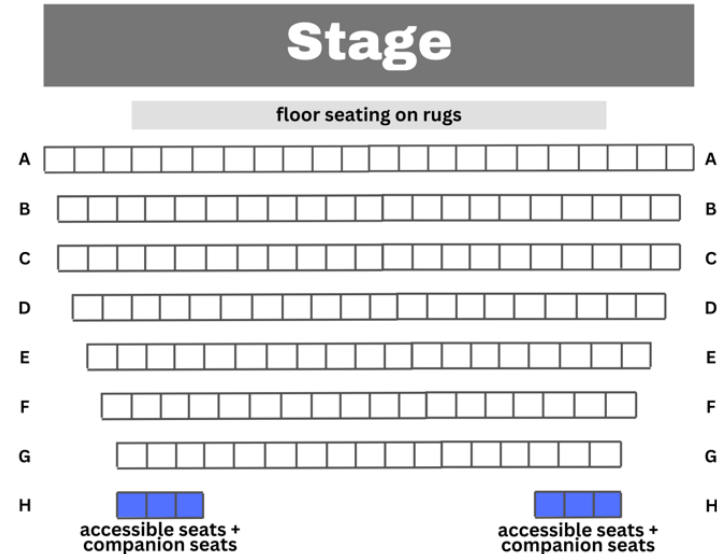 Stage
floor seating on rugs
A A
B B
C C
D D
E E
F F
G G
H H
accessible seats + accessible seats +
companion seats companion seats